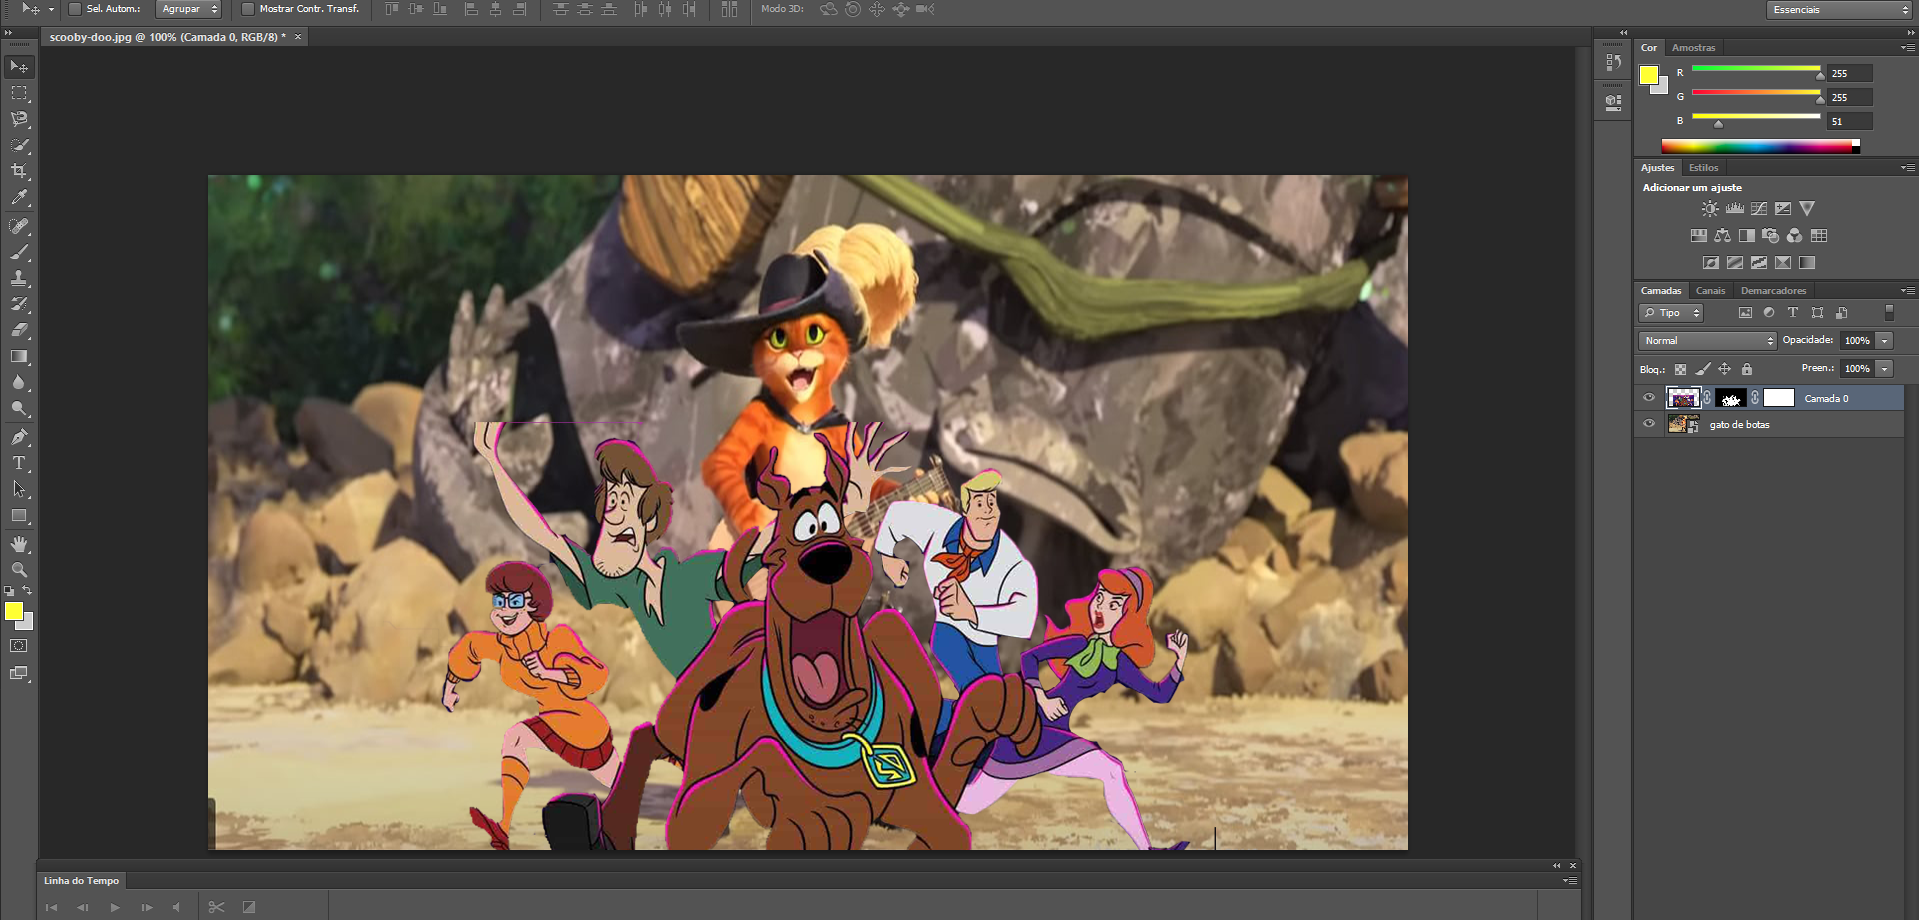 Sel. Autom.: Agrupar Mostrar Contr. Transf. Modo 3D: Essenciais
scooby-doo.jpg @ 100% (Camada 0, RGB/8) * ×
Cor Amostras
R 255
G 255
B 51
Ajustes Estilos
Adicionar um ajuste
Camadas Canais Demarcadores
Tipo
Normal Opacidade: 100%
Bloq.: Preen.: 100%
Camada 0
gato de botas
Linha do Tempo